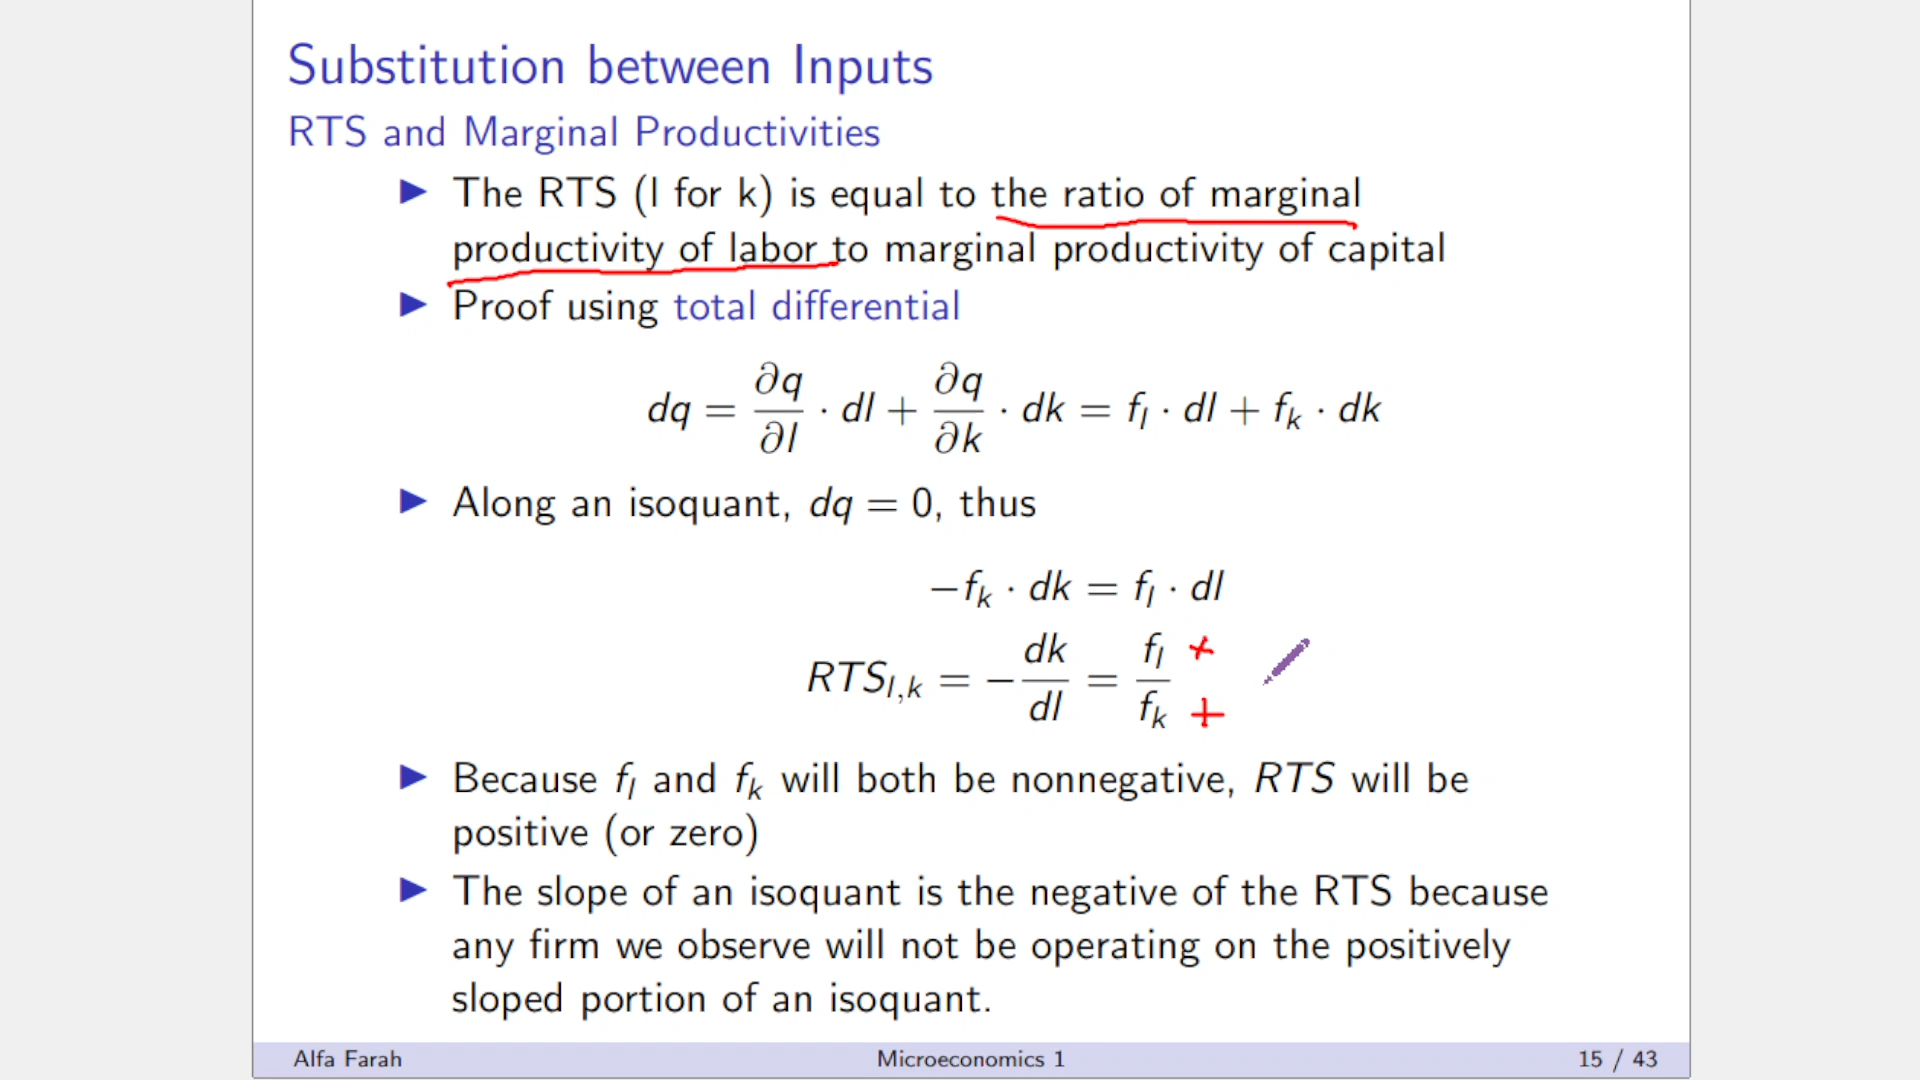 Substitution between Inputs
RTS and Marginal Productivities
▶ The RTS (l for k) is equal to the ratio of marginal
productivity of labor to marginal productivity of capital
▶ Proof using total differential
dq = ∂q/∂l · dl + ∂q/∂k · dk = f_l · dl + f_k · dk
▶ Along an isoquant, dq = 0, thus
−f_k · dk = f_l · dl
RTS_{l,k} = −dk/dl = f_l/f_k + +
▶ Because f_l and f_k will both be nonnegative, RTS will be
positive (or zero)
▶ The slope of an isoquant is the negative of the RTS because
any firm we observe will not be operating on the positively
sloped portion of an isoquant.
Alfa Farah Microeconomics 1 15 / 43